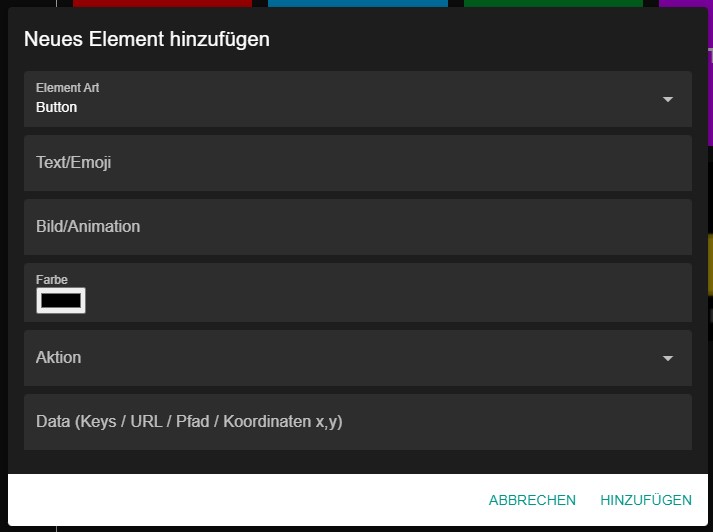 Neues Element hinzufügen
Element Art
Button
Text/Emoji
Bild/Animation
Farbe
Aktion
Data (Keys / URL / Pfad / Koordinaten x,y)
ABBRECHEN HINZUFÜGEN